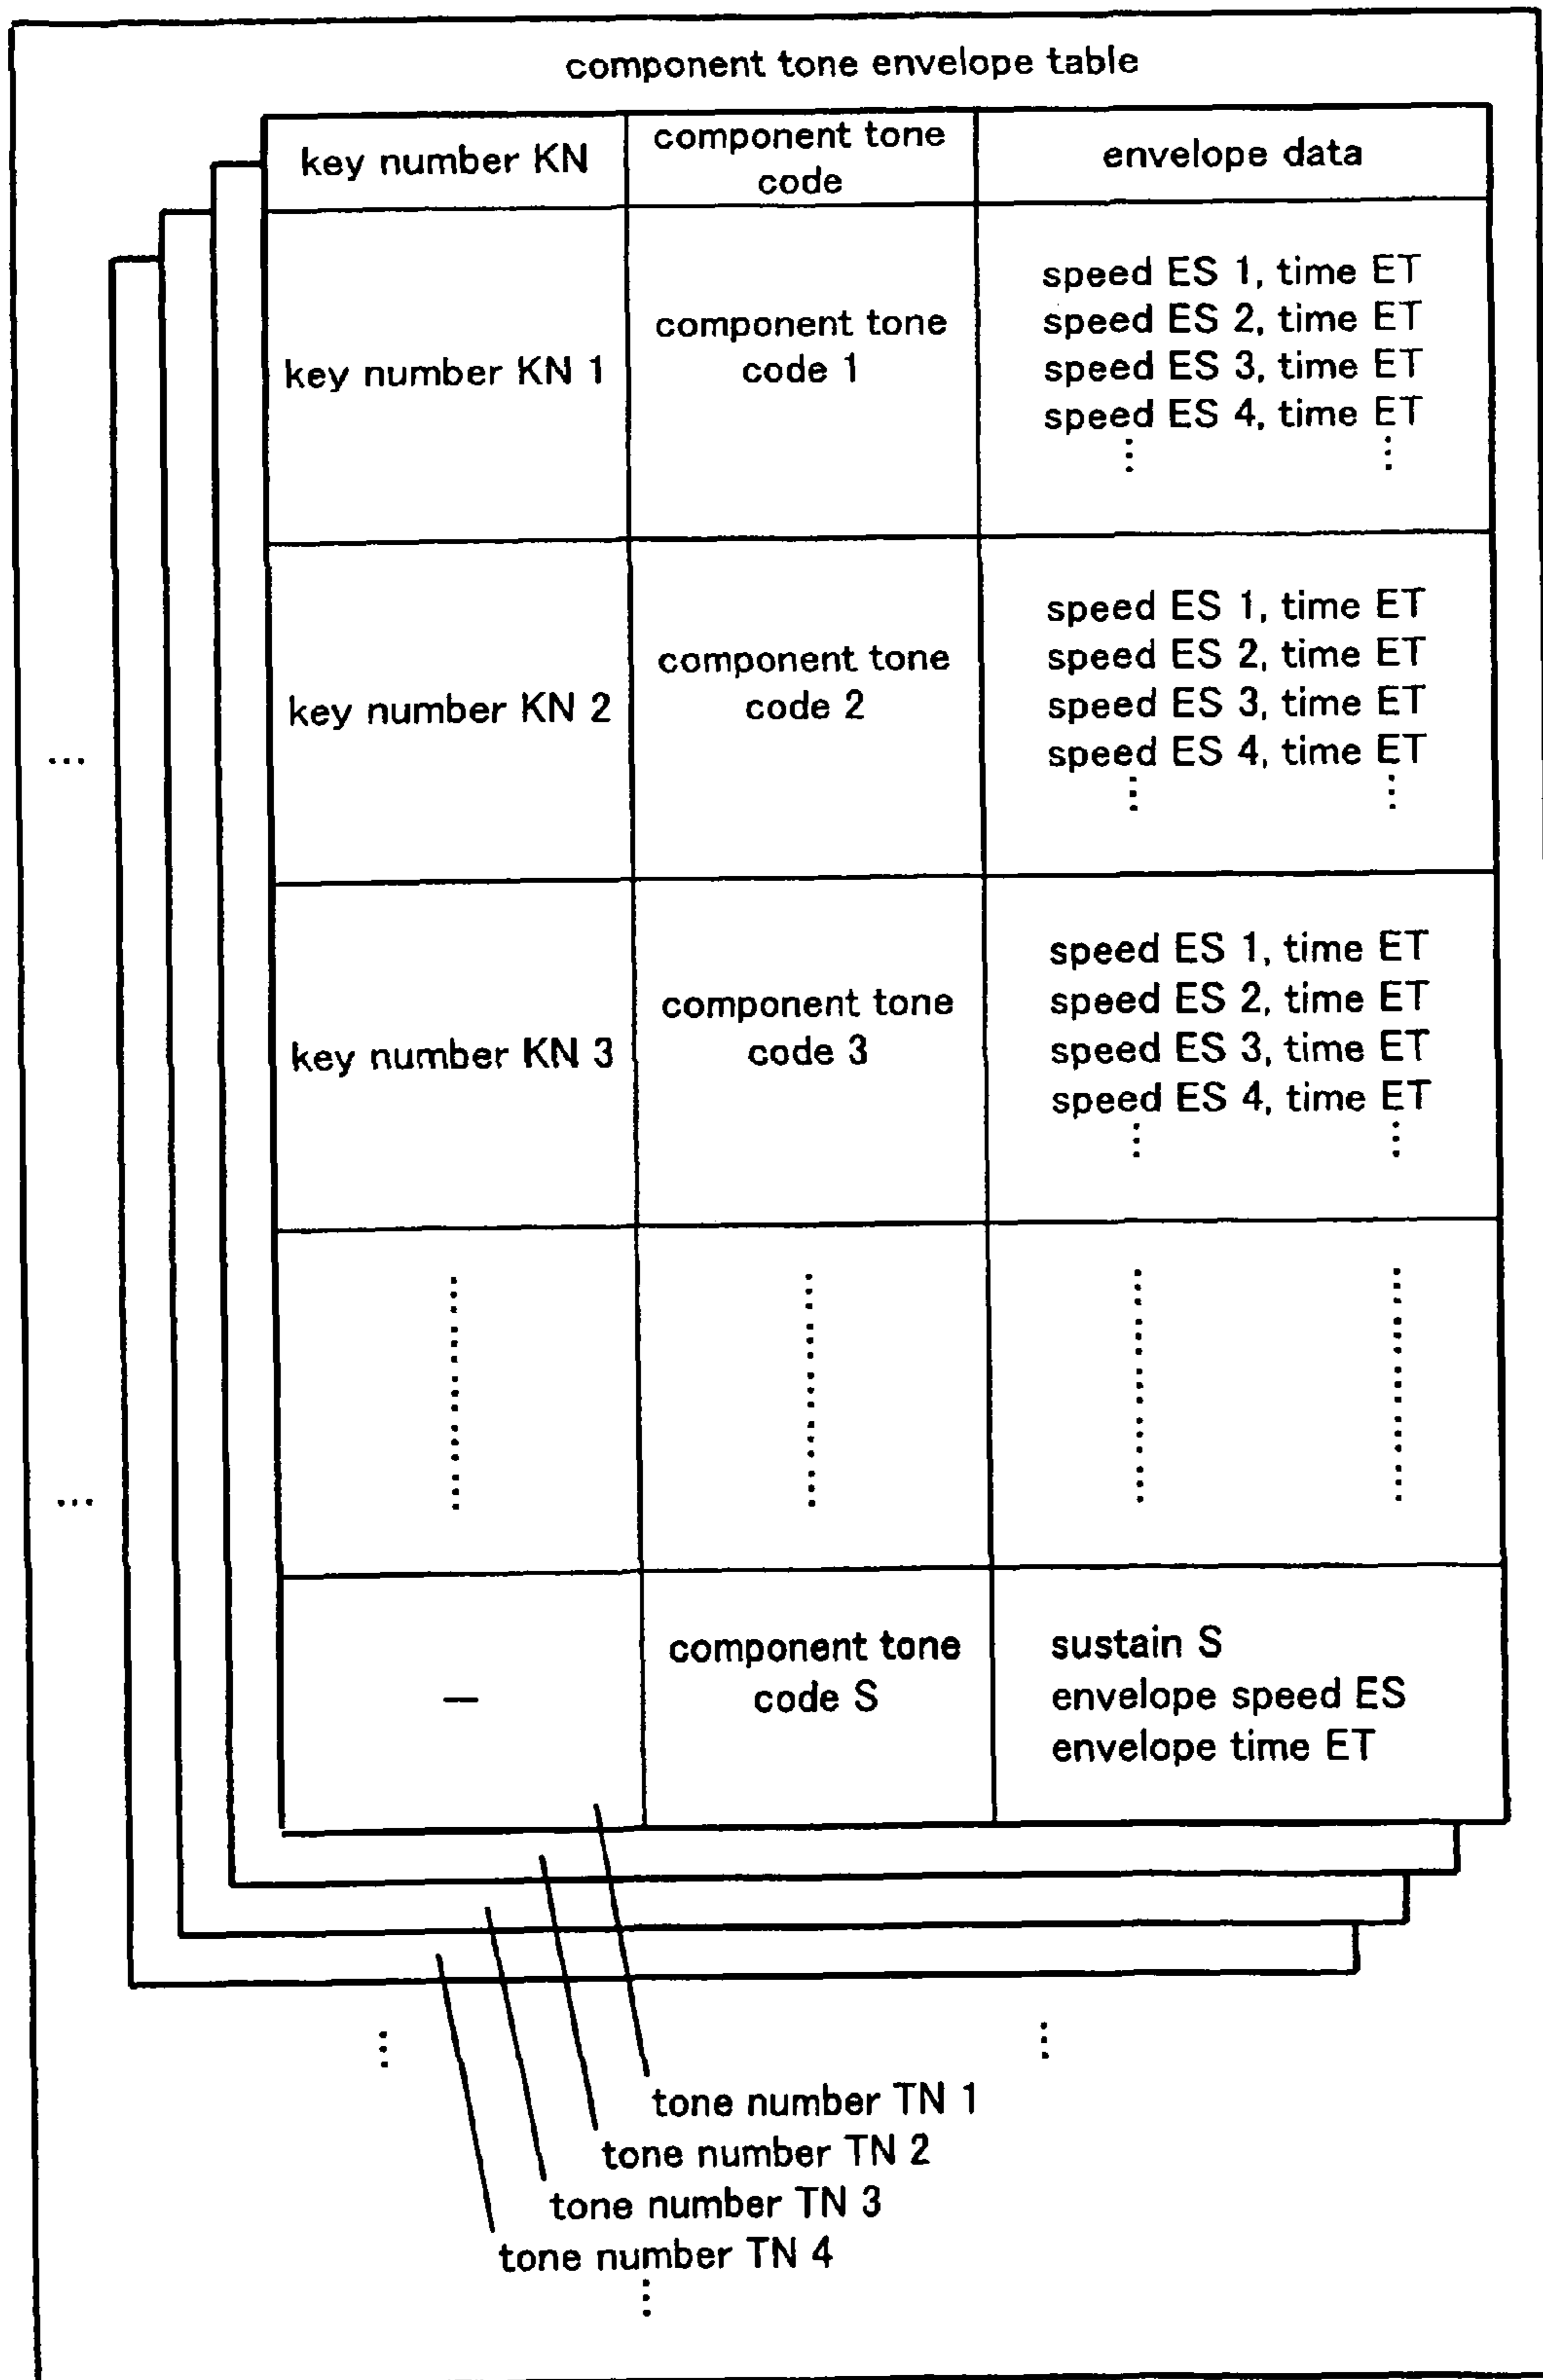 component tone envelope table
key number KN
component tone
code
envelope data
key number KN 1
component tone
code 1
speed ES 1, time ET
speed ES 2, time ET
speed ES 3, time ET
speed ES 4, time ET
⋮ ⋮
key number KN 2
component tone
code 2
speed ES 1, time ET
speed ES 2, time ET
speed ES 3, time ET
speed ES 4, time ET
⋮ ⋮
...
key number KN 3
component tone
code 3
speed ES 1, time ET
speed ES 2, time ET
speed ES 3, time ET
speed ES 4, time ET
⋮ ⋮
⋮ ⋮ ⋮ ⋮
...
—
component tone
code S
sustain S
envelope speed ES
envelope time ET
⋮ ⋮
tone number TN 1
tone number TN 2
tone number TN 3
tone number TN 4
⋮